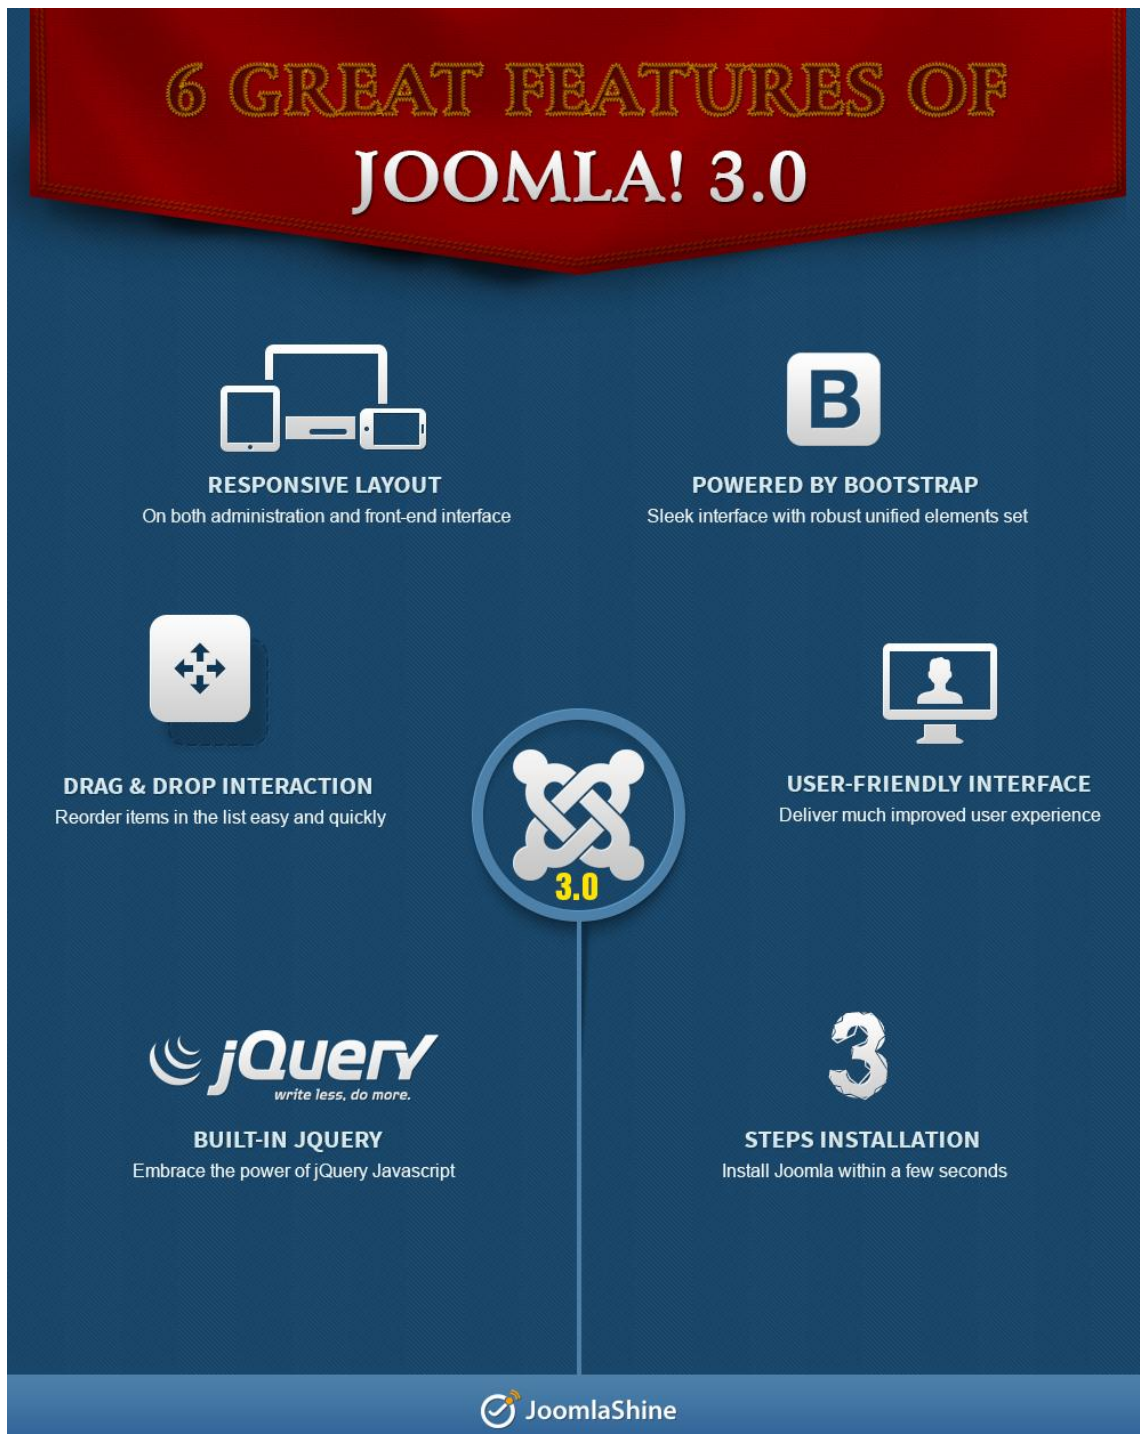 6 GREAT FEATURES OF
JOOMLA! 3.0
B
RESPONSIVE LAYOUT
On both administration and front-end interface
POWERED BY BOOTSTRAP
Sleek interface with robust unified elements set
DRAG & DROP INTERACTION
Reorder items in the list easy and quickly
USER-FRIENDLY INTERFACE
Deliver much improved user experience
3.0
jQuery
write less, do more.
BUILT-IN JQUERY
Embrace the power of jQuery Javascript
3
STEPS INSTALLATION
Install Joomla within a few seconds
JoomlaShine